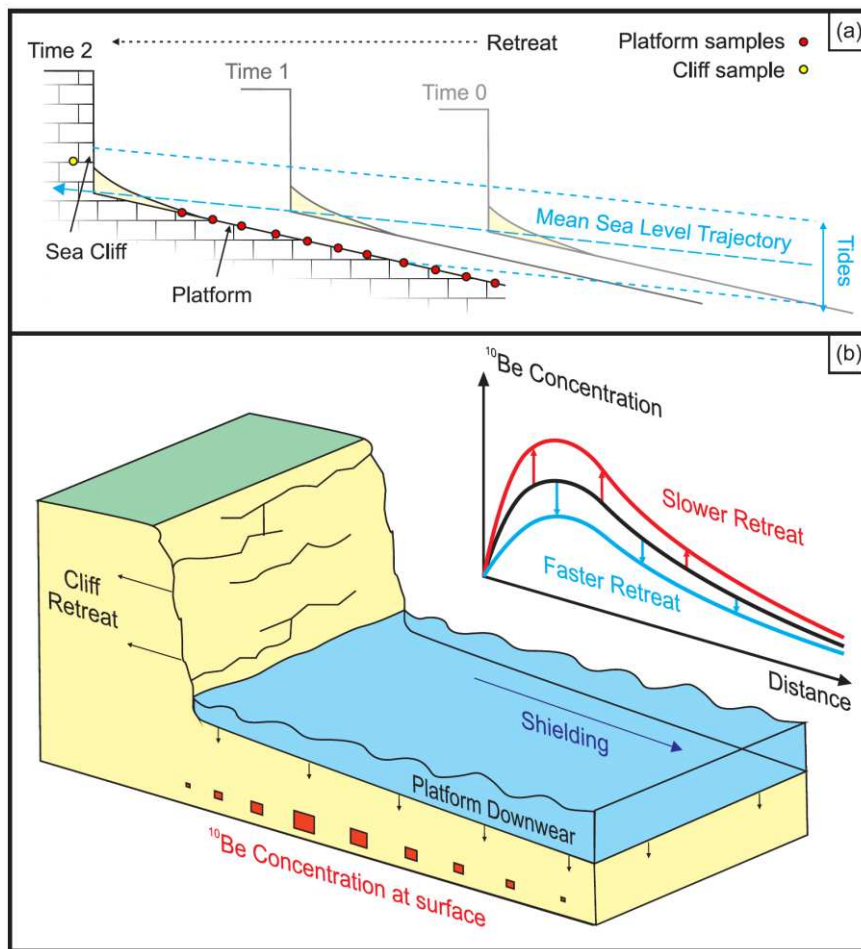 (a)
Time 2
Retreat
Platform samples
Cliff sample
Time 1
Time 0
Mean Sea Level Trajectory
Tides
Sea Cliff
Platform
(b)
¹⁰Be Concentration
Slower Retreat
Faster Retreat
Distance
Cliff
Retreat
Shielding
Platform Downwear
¹⁰Be Concentration at surface